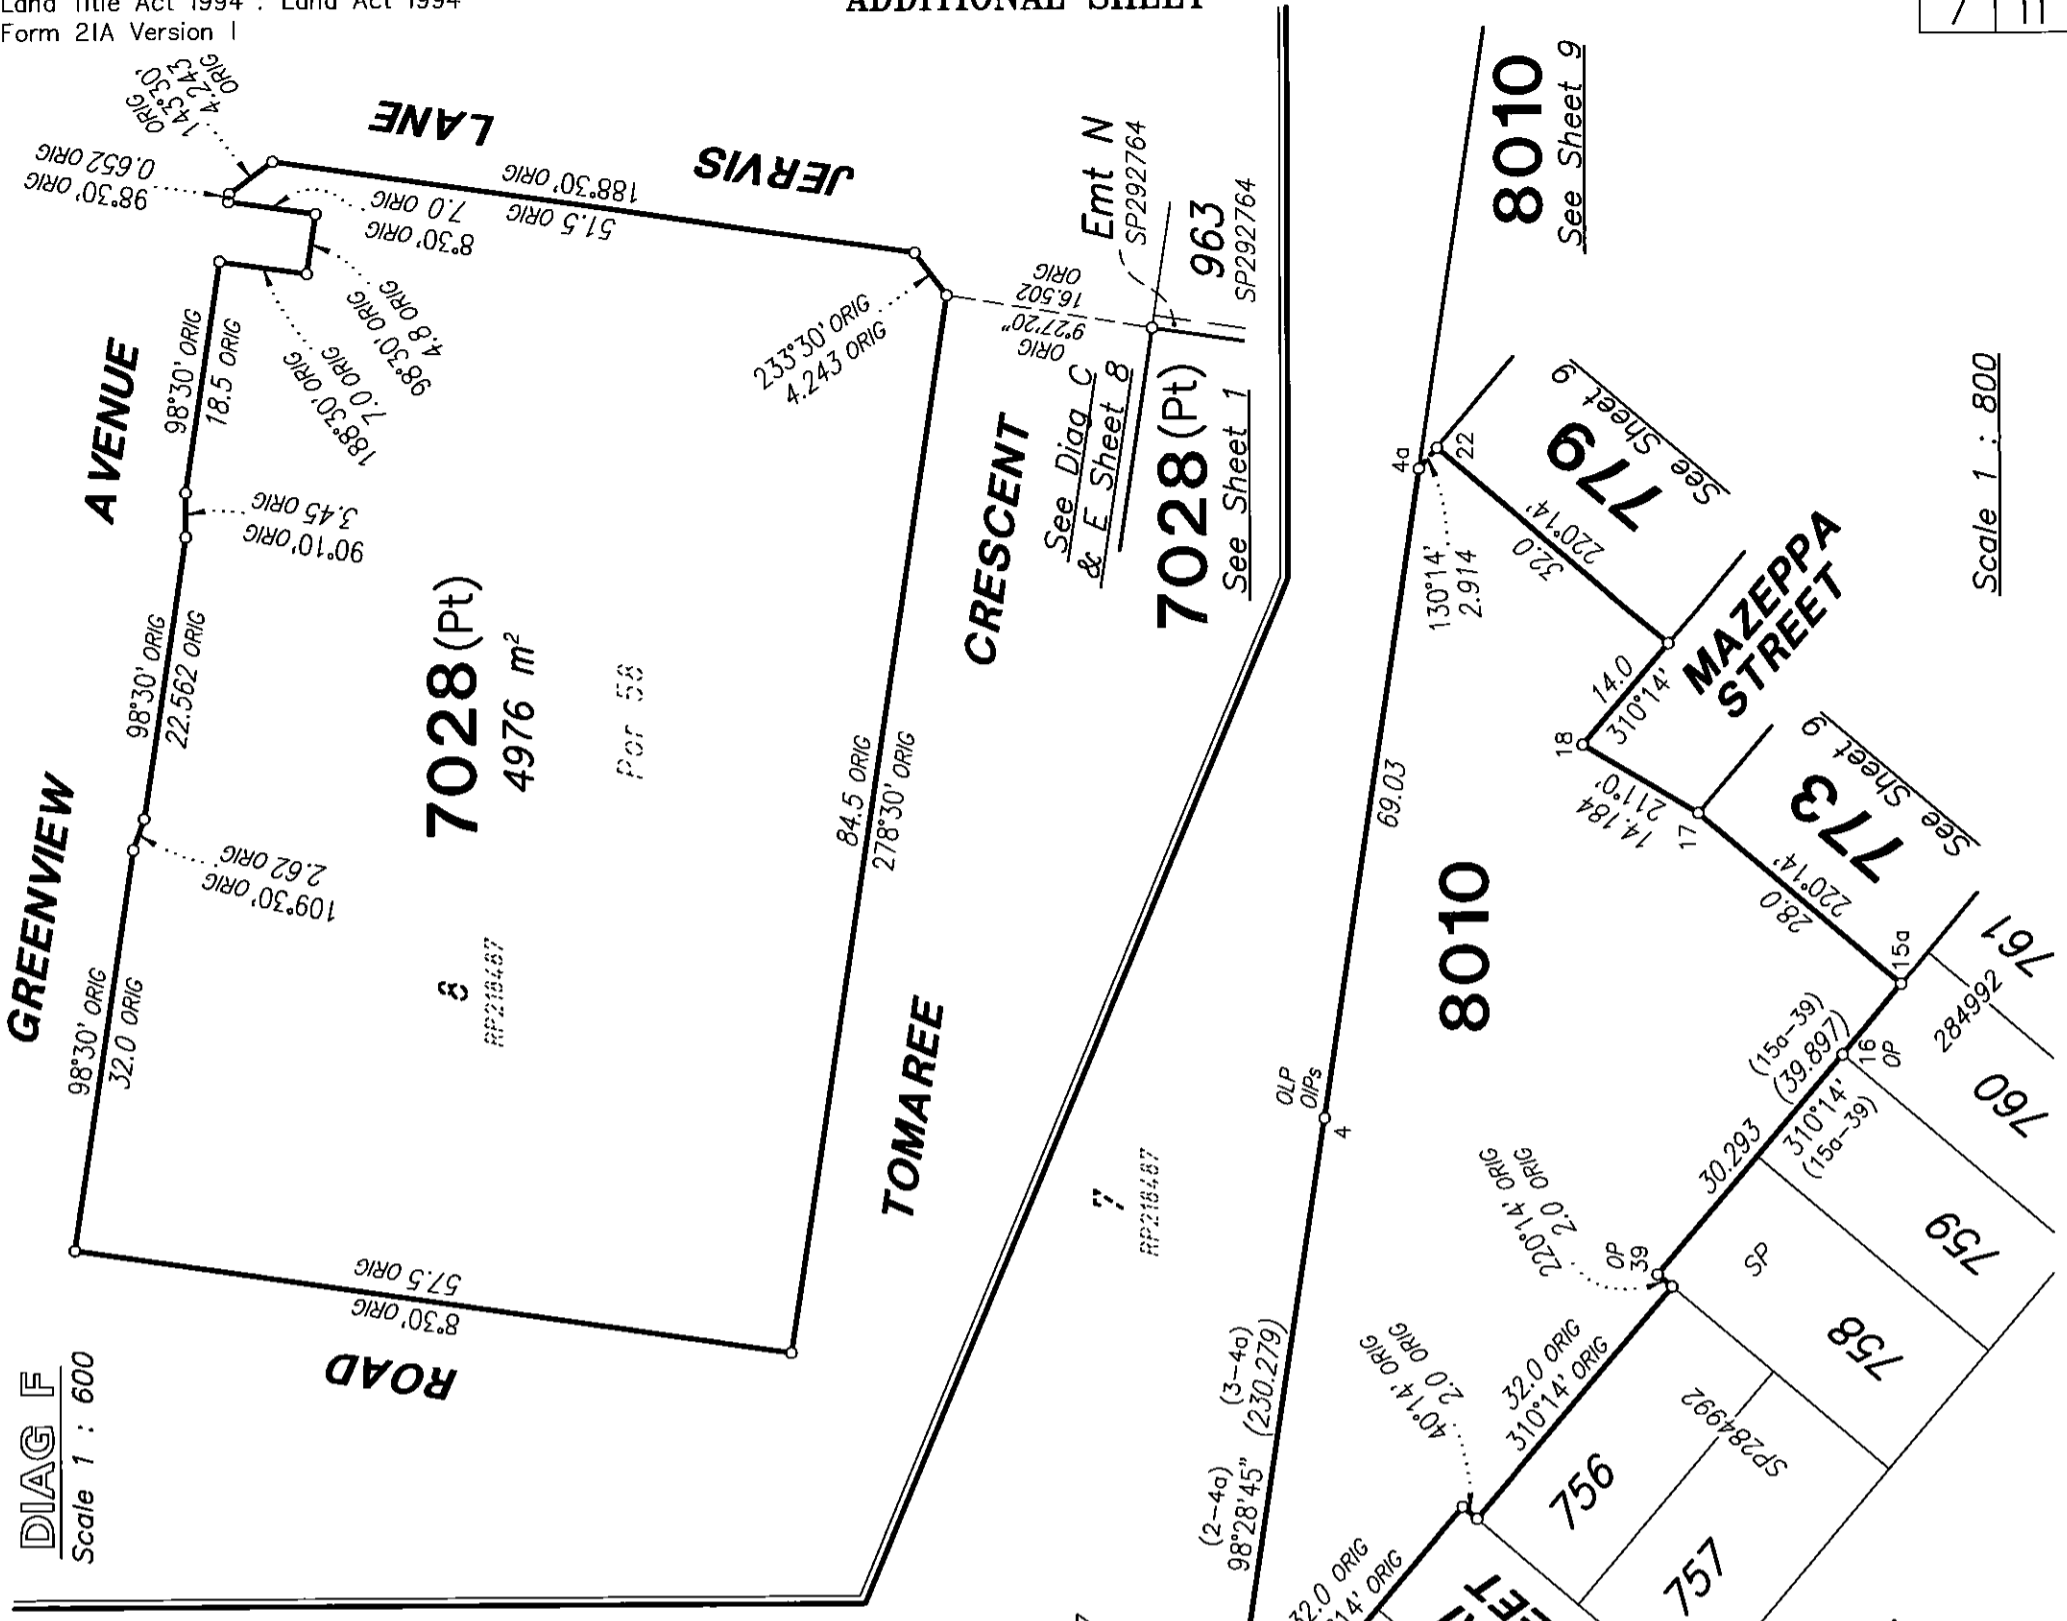 Land Title Act 1994 : Land Act 1994
Form 21A Version 1
ADDITIONAL SHEET
7
11
DIAG F
Scale 1 : 600
GREENVIEW
AVENUE
98°30' ORIG
32.0 ORIG
109°30' ORIG
2.62 ORIG
98°30' ORIG
22.562 ORIG
90°10' ORIG
3.45 ORIG
98°30' ORIG
18.5 ORIG
188°30' ORIG
7.0 ORIG
98°30' ORIG
4.8 ORIG
8°30' ORIG
7.0 ORIG
98°30' ORIG
0.652 ORIG
ORIG
143°30'
4.243
ORIG
JERVIS
LANE
188°30' ORIG
51.5 ORIG
233°30' ORIG
4.243 ORIG
7028(Pt)
4976 m²
Por 58
8
RP218487
84.5 ORIG
278°30' ORIG
57.5 ORIG
8°30' ORIG
ROAD
TOMAREE
CRESCENT
ORIG
9°27'20"
16.502
ORIG
Emt N
SP292764
963
SP292764
See Diag C
& E Sheet 8
7028(Pt)
See Sheet 1
8010
See Sheet 9
Scale 1 : 800
4a
22
130°14'
2.914
779
See Sheet 9
32.0
220°14'
MAZEPPA
STREET
14.0
310°14'
18
14.184
211°0'
17
773
See Sheet 9
28.0
220°14'
15a
69.03
8010
OLP
OIPs
4
7
RP218487
(3-4a)
(230.279)
(2-4a)
98°28'45"
761
760
284992
16
OP
(15a-39)
(39.897)
310°14'
(15a-39)
30.293
759
SP
758
OP
39
220°14' ORIG
2.0 ORIG
32.0 ORIG
310°14' ORIG
40°14' ORIG
2.0 ORIG
756
SP284992
757
32.0 ORIG
14' ORIG
EET